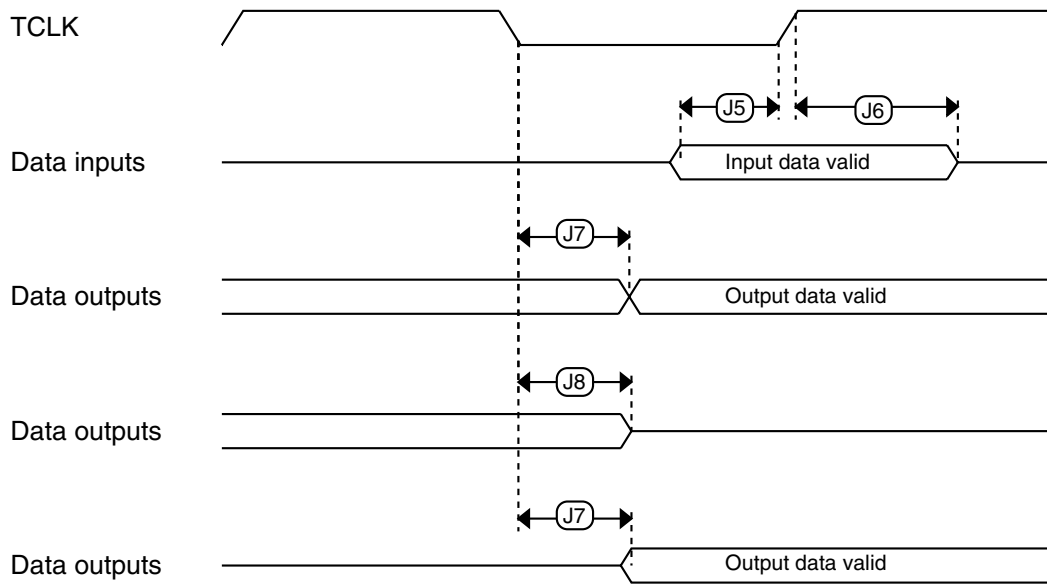 TCLK
J5
J6
Data inputs
Input data valid
J7
Data outputs
Output data valid
J8
Data outputs
J7
Data outputs
Output data valid